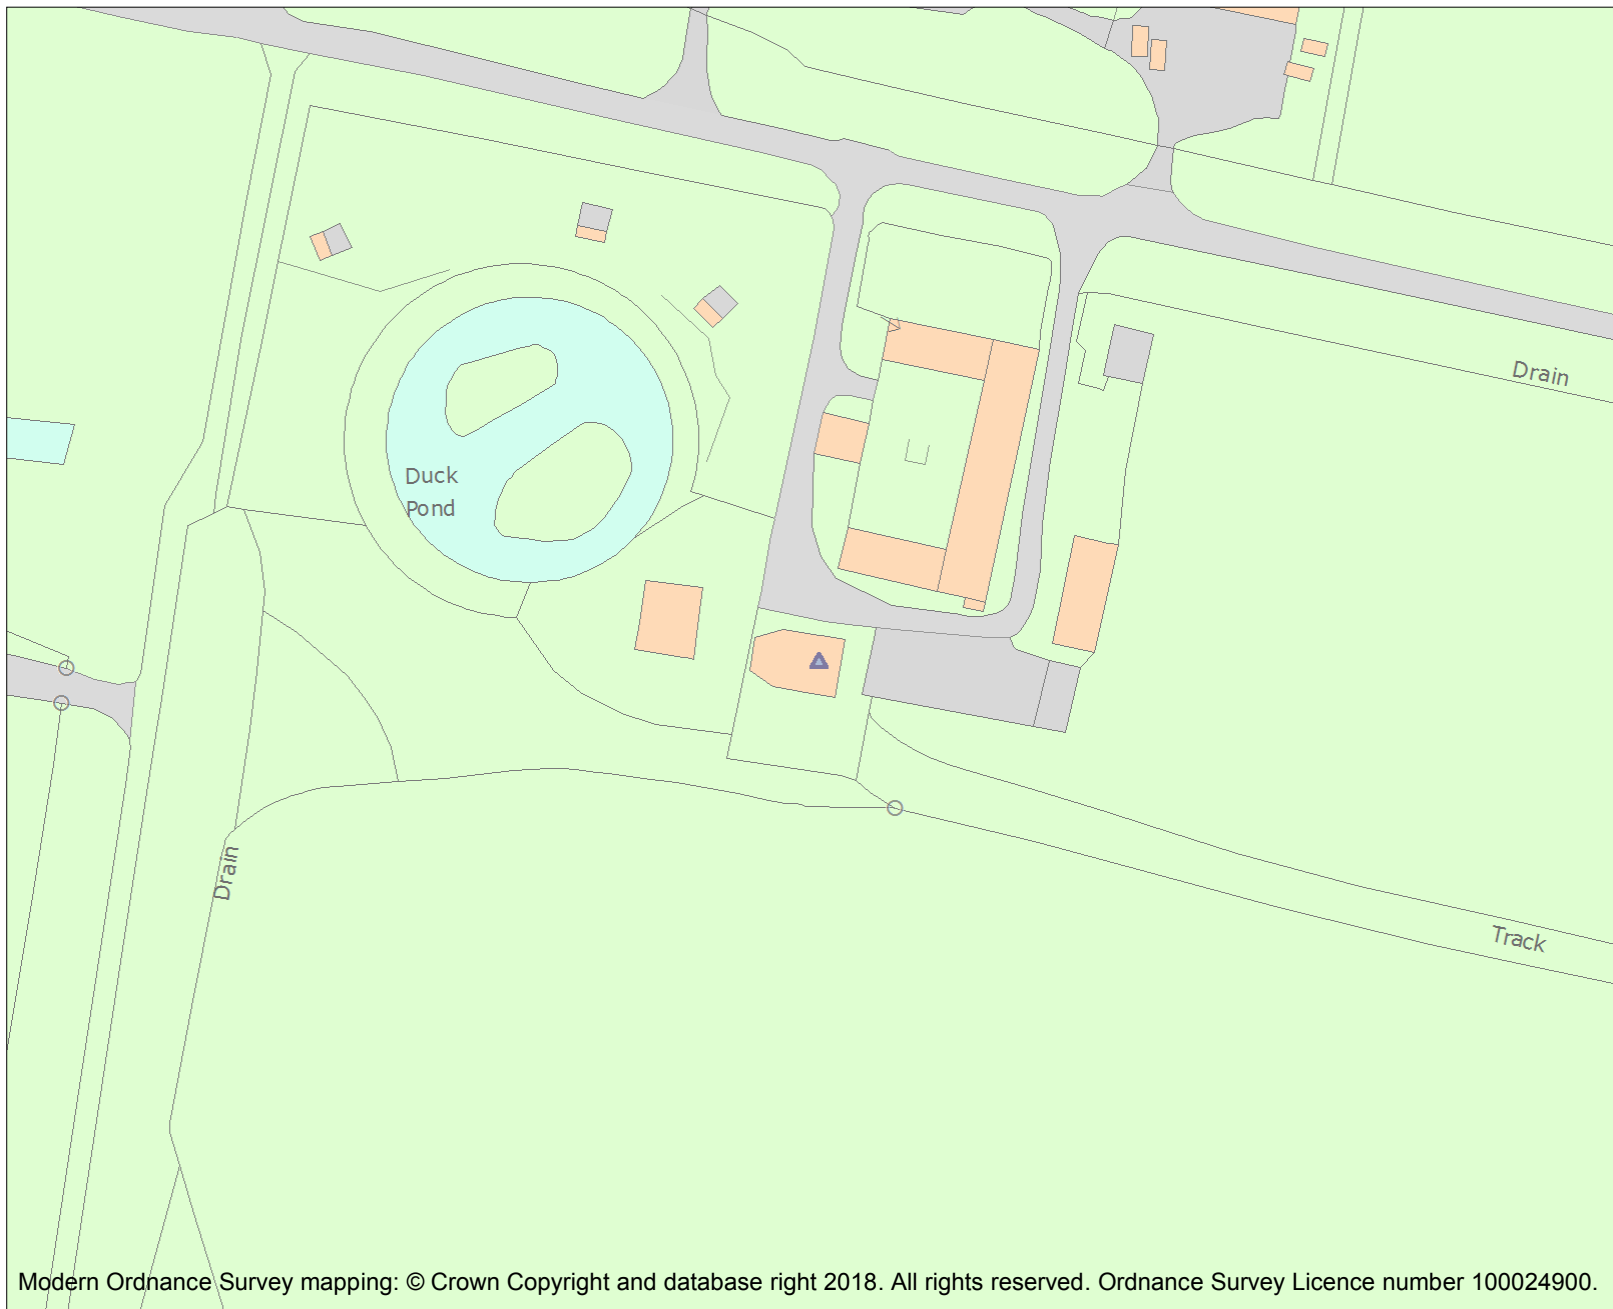 Drain
Duck
Pond
Drain
Track
Modern Ordnance Survey mapping: © Crown Copyright and database right 2018. All rights reserved. Ordnance Survey Licence number 100024900.